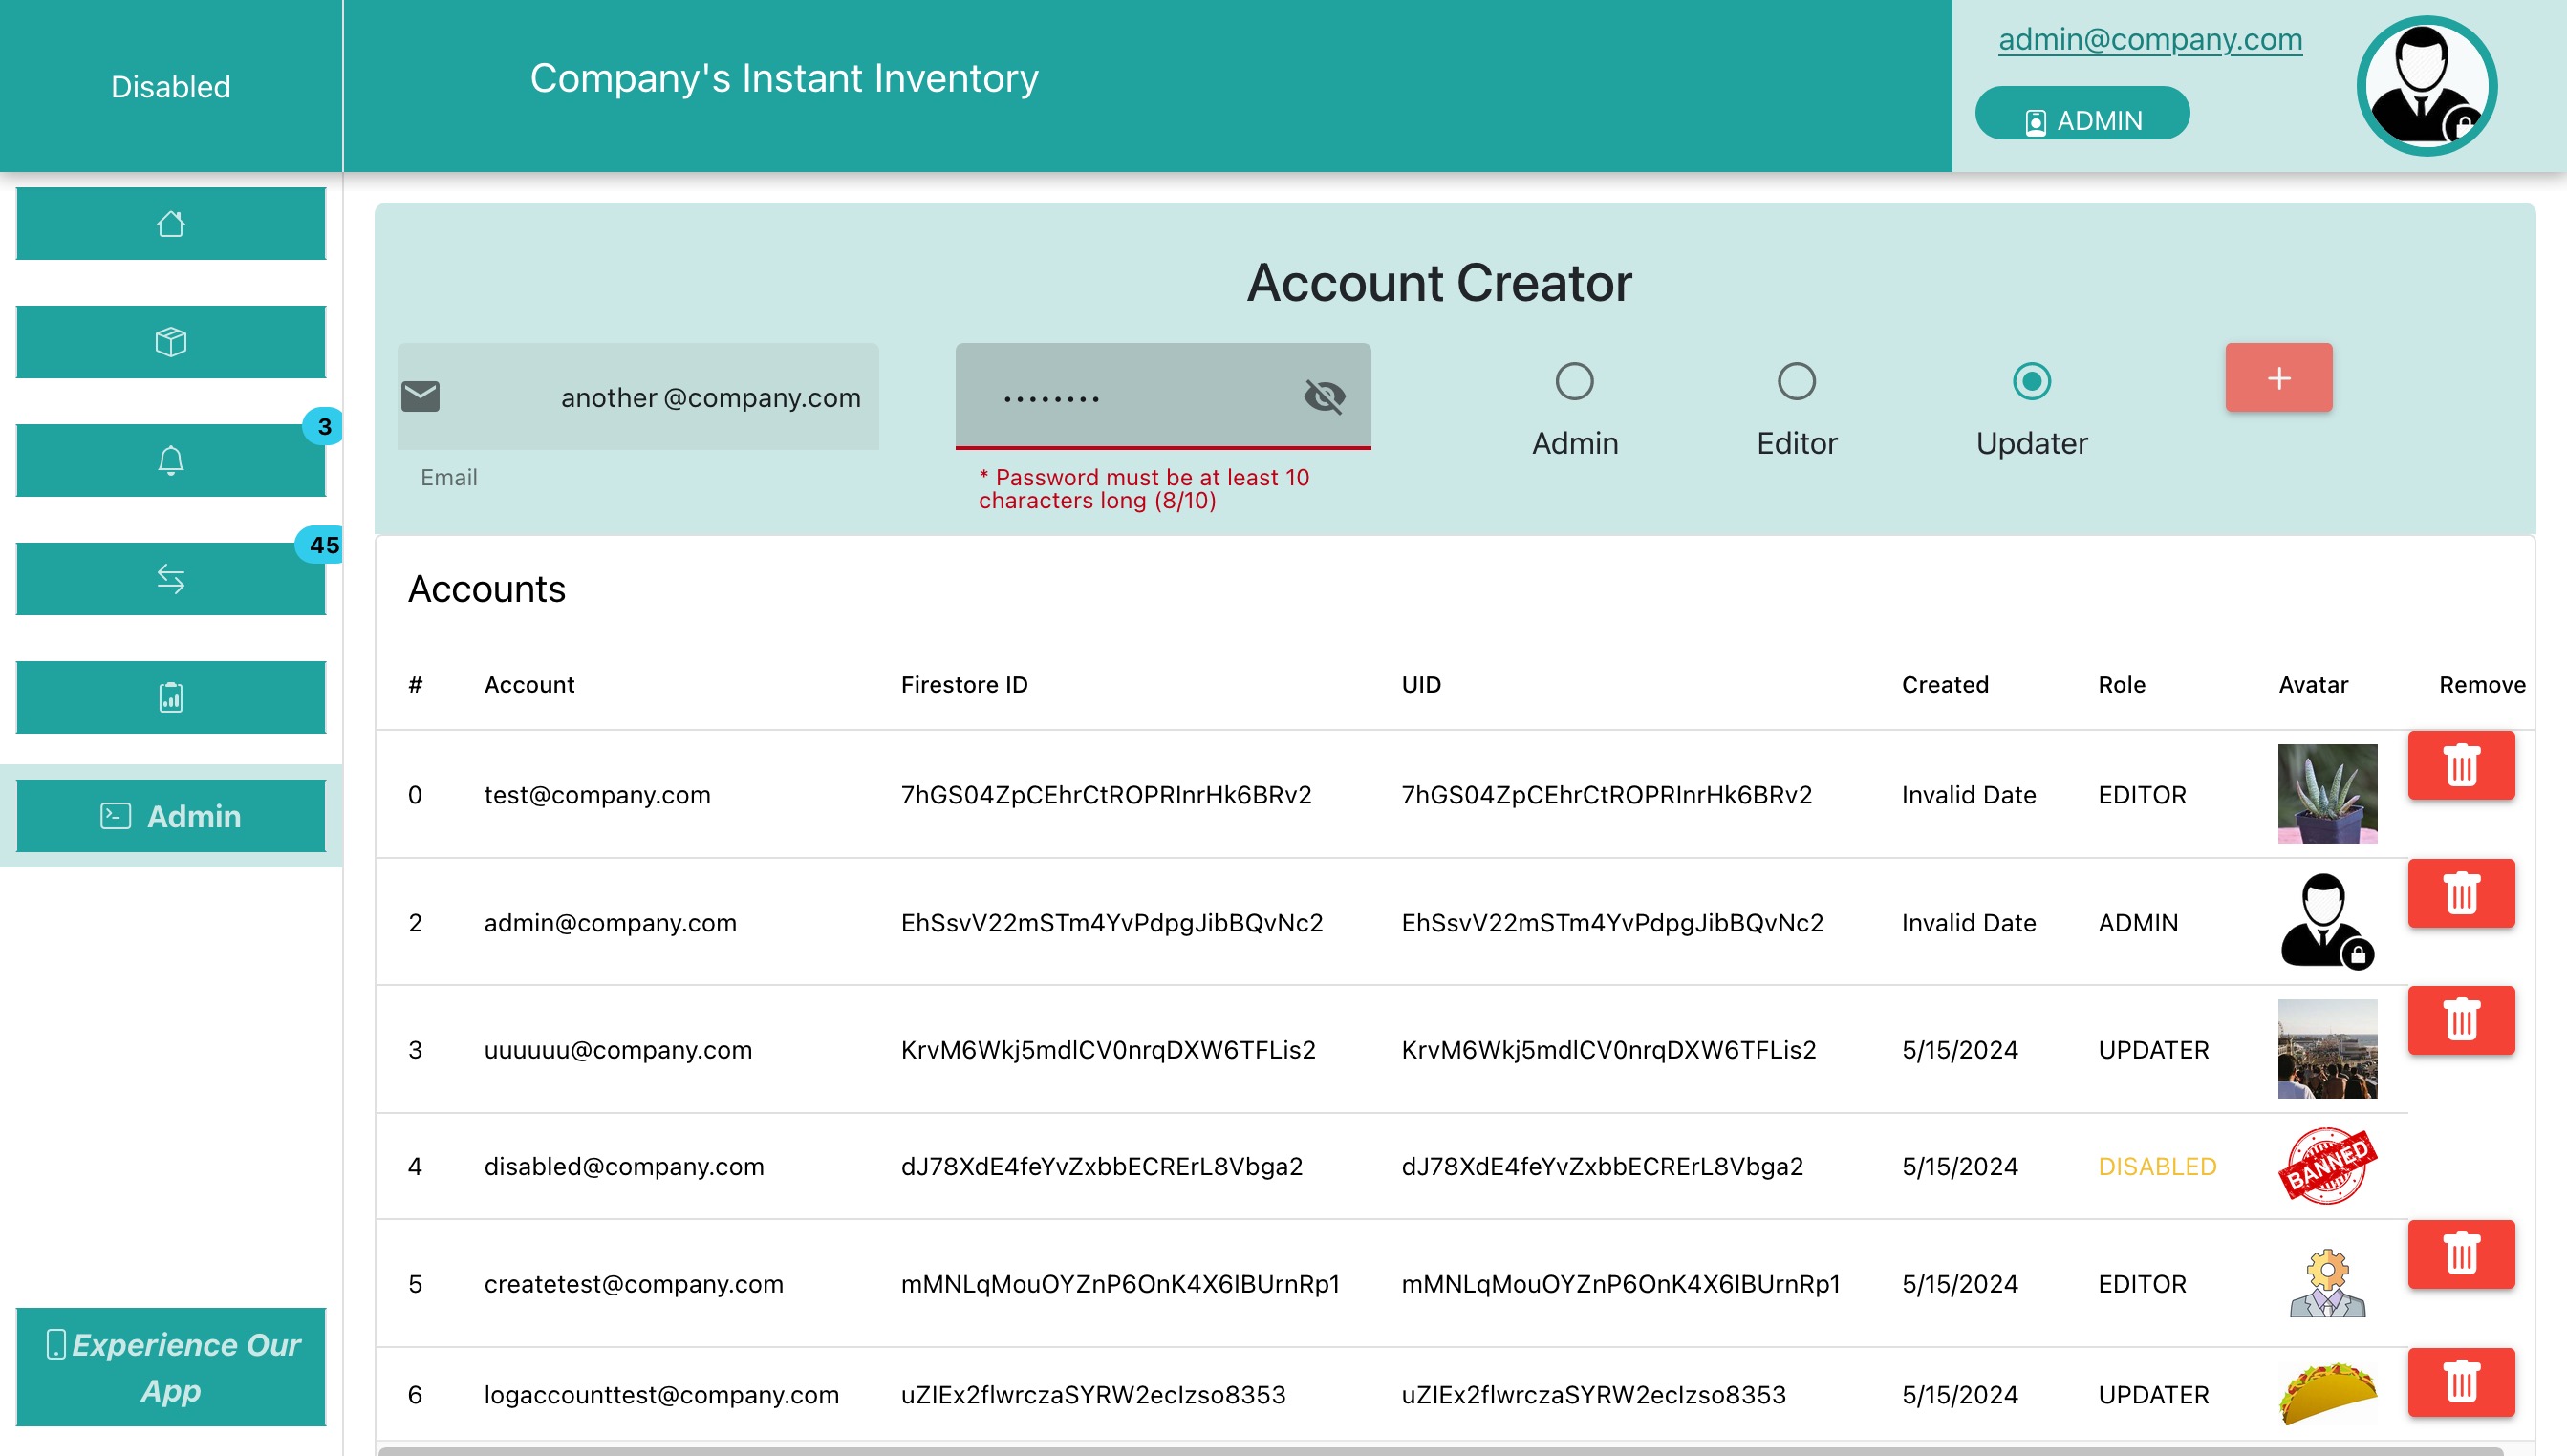 Disabled
Company's Instant Inventory
admin@company.com
ADMIN
3
45
Admin
Experience Our
App
Account Creator
another @company.com
Email
••••••••
* Password must be at least 10
characters long (8/10)
Admin
Editor
Updater
+
Accounts
# Account Firestore ID UID Created Role Avatar Remove
0 test@company.com 7hGS04ZpCEhrCtROPRInrHk6BRv2 7hGS04ZpCEhrCtROPRInrHk6BRv2 Invalid Date EDITOR
2 admin@company.com EhSsvV22mSTm4YvPdpgJibBQvNc2 EhSsvV22mSTm4YvPdpgJibBQvNc2 Invalid Date ADMIN
3 uuuuuu@company.com KrvM6Wkj5mdlCV0nrqDXW6TFLis2 KrvM6Wkj5mdlCV0nrqDXW6TFLis2 5/15/2024 UPDATER
4 disabled@company.com dJ78XdE4feYvZxbbECRErL8Vbga2 dJ78XdE4feYvZxbbECRErL8Vbga2 5/15/2024 DISABLED BANNED
5 createtest@company.com mMNLqMouOYZnP6OnK4X6IBUrnRp1 mMNLqMouOYZnP6OnK4X6IBUrnRp1 5/15/2024 EDITOR
6 logaccounttest@company.com uZIEx2flwrczaSYRW2ecIzso8353 uZIEx2flwrczaSYRW2ecIzso8353 5/15/2024 UPDATER